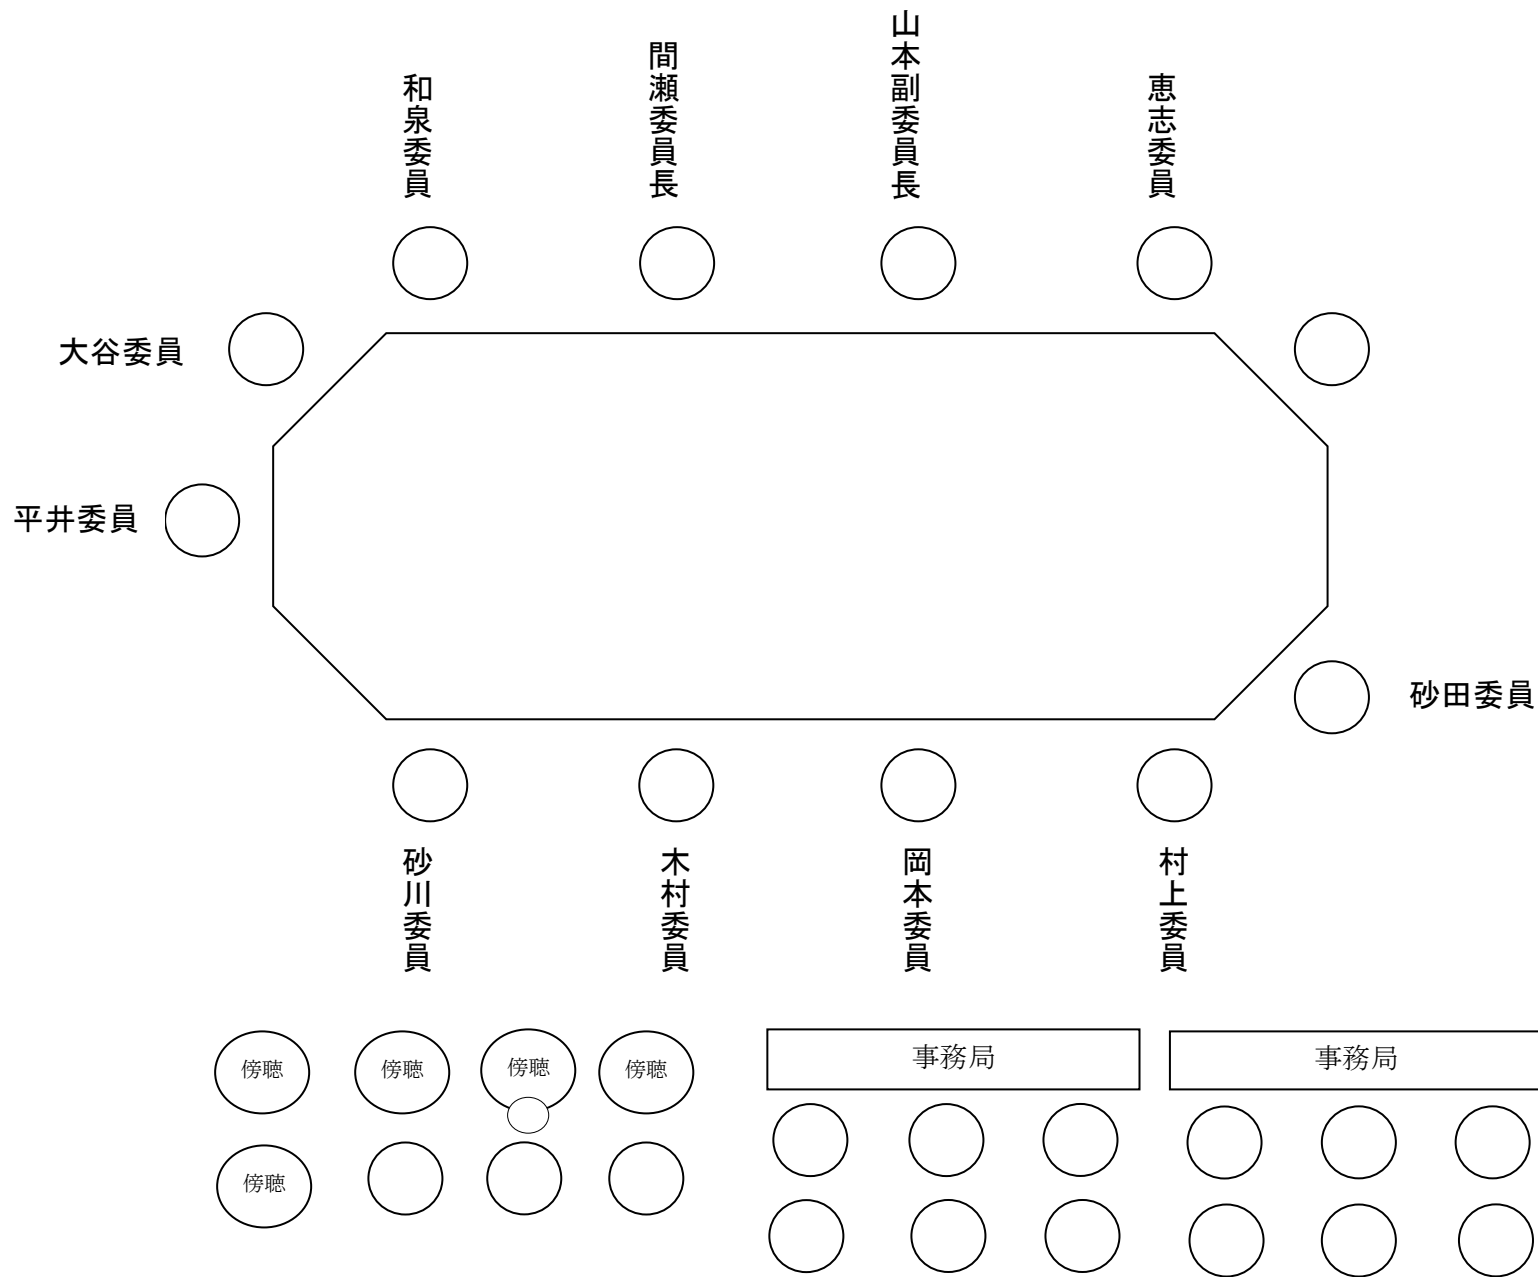 和泉委員
間瀬委員長
山本副委員長
恵志委員
大谷委員
平井委員
砂田委員
砂川委員
木村委員
岡本委員
村上委員
傍聴
傍聴
傍聴
傍聴
事務局
事務局
傍聴